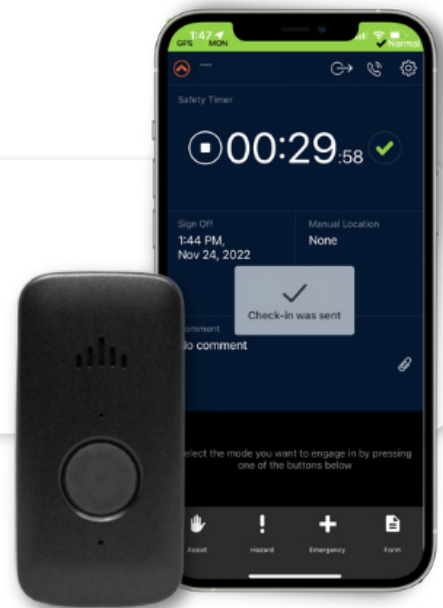 1:47
GPS MON
Normal
Safety Timer
00:29:58
Sign Off
Manual Location
1:44 PM,
Nov 24, 2022
None
Check-in was sent
No comment
elect the mode you want to engage in by pressing
one of the buttons below
Assist
Hazard
Emergency
Form